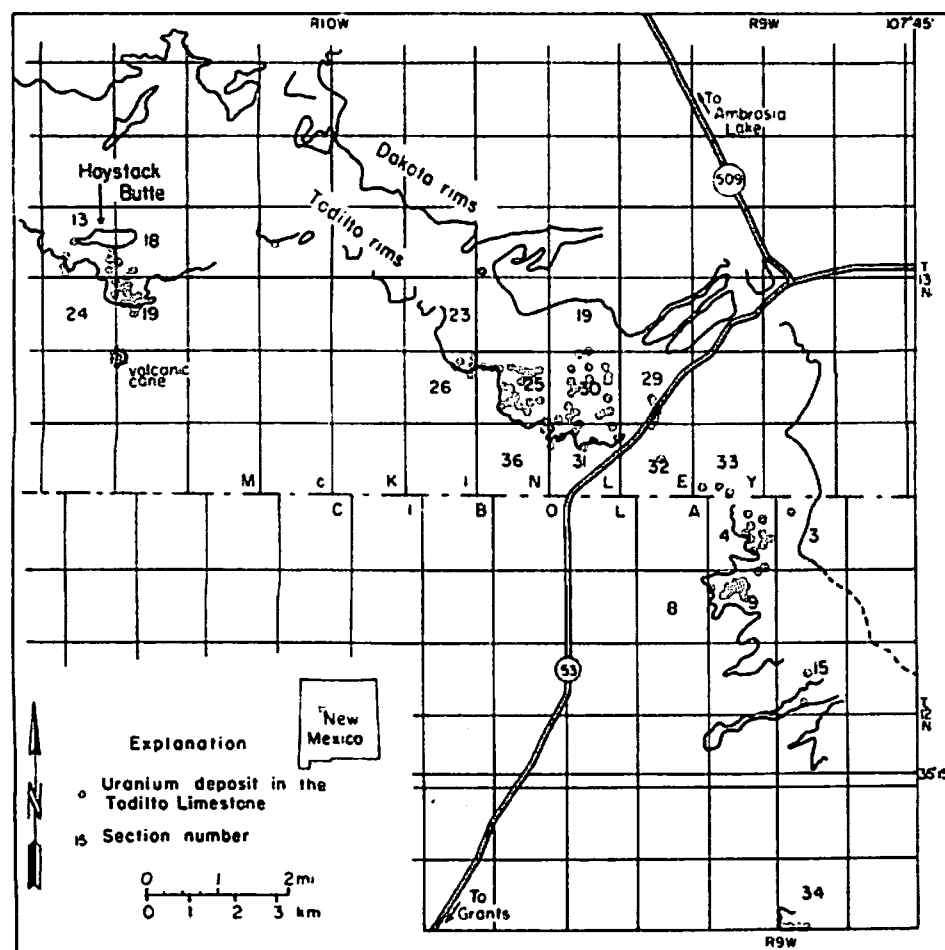 R10W
R9W
107°45'
To
Ambrosia
Lake
509
Dakota rims
Todilto rims
Haystack
Butte
13
18
T
13
N
24
19
23
19
volcanic
cone
26
25
30
29
36
31
32
33
M c K I N L E Y
C I B O L A
4
3
8
9
15
53
T
12
N
New
Mexico
Explanation
Uranium deposit in the
Todilto Limestone
15 Section number
35°15'
N
0 1 2 mi
0 1 2 3 km
To
Grants
34
R9W